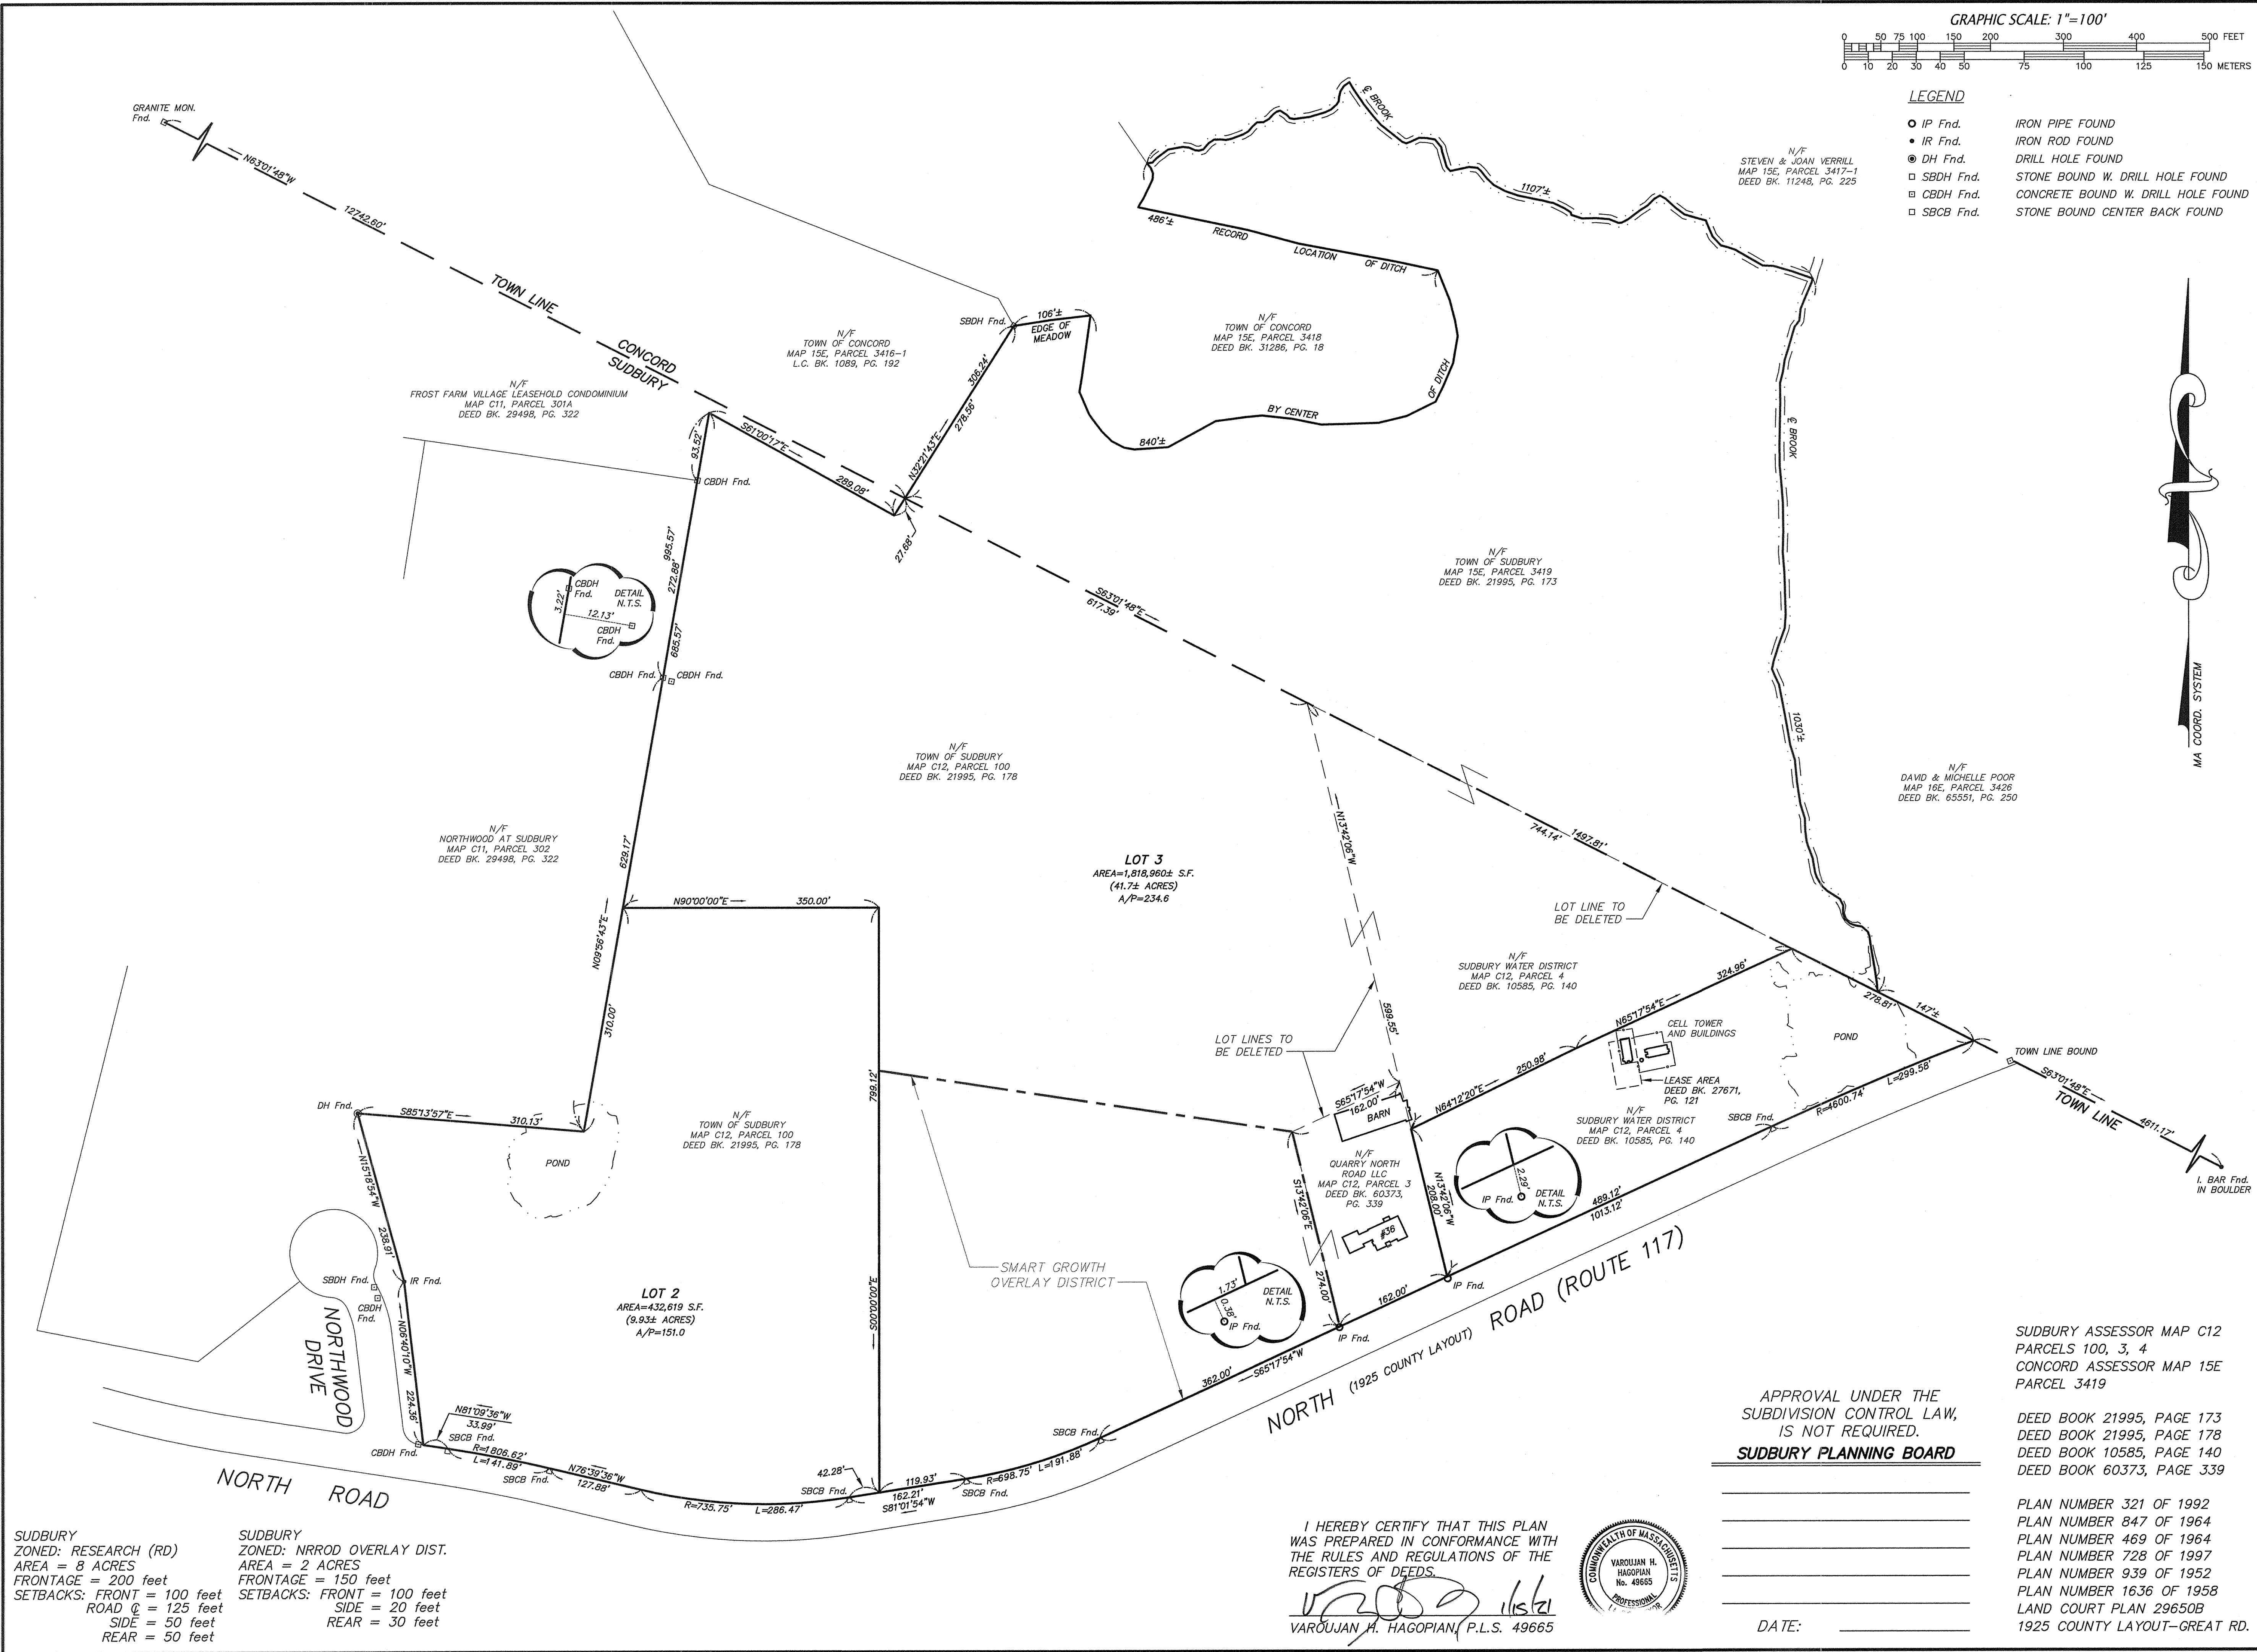 GRAPHIC SCALE: 1"=100'
0 50 75 100 150 200 300 400 500 FEET
0 10 20 30 40 50 75 100 125 150 METERS
LEGEND
IP Fnd. IRON PIPE FOUND
IR Fnd. IRON ROD FOUND
DH Fnd. DRILL HOLE FOUND
SBDH Fnd. STONE BOUND W. DRILL HOLE FOUND
CBDH Fnd. CONCRETE BOUND W. DRILL HOLE FOUND
SBCB Fnd. STONE BOUND CENTER BACK FOUND
GRANITE MON.
Fnd.
N63°01'48"W
12742.60'
TOWN LINE
CONCORD
SUDBURY
℄ BROOK
1107'±
N/F
STEVEN & JOAN VERRILL
MAP 15E, PARCEL 3417-1
DEED BK. 11248, PG. 225
486'±
RECORD
LOCATION
OF DITCH
N/F
TOWN OF CONCORD
MAP 15E, PARCEL 3416-1
L.C. BK. 1089, PG. 192
SBDH Fnd.
106'±
EDGE OF
MEADOW
N/F
TOWN OF CONCORD
MAP 15E, PARCEL 3418
DEED BK. 31286, PG. 18
OF DITCH
BY CENTER
840'±
N/F
FROST FARM VILLAGE LEASEHOLD CONDOMINIUM
MAP C11, PARCEL 301A
DEED BK. 29498, PG. 322
306.24'
278.56'
N32°21'43"E
27.68'
93.52'
S61°00'17"E
289.08'
CBDH Fnd.
995.57'
272.88'
685.57'
CBDH
Fnd.
DETAIL
N.T.S.
3.22'
12.13'
CBDH
Fnd.
CBDH Fnd.
CBDH Fnd.
℄ BROOK
1030'±
MA COORD. SYSTEM
N/F
TOWN OF SUDBURY
MAP 15E, PARCEL 3419
DEED BK. 21995, PG. 173
S63°01'48"E
617.39'
N/F
TOWN OF SUDBURY
MAP C12, PARCEL 100
DEED BK. 21995, PG. 178
N/F
DAVID & MICHELLE POOR
MAP 16E, PARCEL 3426
DEED BK. 65551, PG. 250
N/F
NORTHWOOD AT SUDBURY
MAP C11, PARCEL 302
DEED BK. 29498, PG. 322
629.17'
N13°42'06"W
744.14'
1497.81'
LOT 3
AREA=1,818,960± S.F.
(41.7± ACRES)
A/P=234.6
N90°00'00"E
350.00'
LOT LINE TO
BE DELETED
N09°56'43"E
310.00'
N/F
SUDBURY WATER DISTRICT
MAP C12, PARCEL 4
DEED BK. 10585, PG. 140
324.96'
N65°17'54"E
278.81'
147'±
599.55'
LOT LINES TO
BE DELETED
CELL TOWER
AND BUILDINGS
POND
TOWN LINE BOUND
S63°01'48"E
TOWN LINE
4611.17'
I. BAR Fnd.
IN BOULDER
250.98'
N64°12'20"E
LEASE AREA
DEED BK. 27671,
PG. 121
N/F
SUDBURY WATER DISTRICT
MAP C12, PARCEL 4
DEED BK. 10585, PG. 140
L=299.58'
R=4600.74'
SBCB Fnd.
799.12'
S65°17'54"W
162.00'
BARN
DH Fnd.
S85°13'57"E
310.13'
POND
N/F
TOWN OF SUDBURY
MAP C12, PARCEL 100
DEED BK. 21995, PG. 178
N/F
QUARRY NORTH
ROAD LLC
MAP C12, PARCEL 3
DEED BK. 60373,
PG. 339
#36
S13°42'06"E
274.00'
N13°42'06"W
208.00'
2.29'
IP Fnd.
DETAIL
N.T.S.
489.12'
1013.12'
N15°18'54"W
238.91'
SBDH Fnd.
CBDH
Fnd.
IR Fnd.
NORTHWOOD
DRIVE
N06°40'10"W
224.36'
LOT 2
AREA=432,619 S.F.
(9.93± ACRES)
A/P=151.0
S00°00'00"E
SMART GROWTH
OVERLAY DISTRICT
1.73'
0.38'
DETAIL
N.T.S.
IP Fnd.
IP Fnd.
162.00'
IP Fnd.
362.00'
S65°17'54"W
NORTH (1925 COUNTY LAYOUT) ROAD (ROUTE 117)
CBDH Fnd.
N81°09'36"W
33.99'
SBCB Fnd.
R=1806.62'
L=141.89'
SBCB Fnd.
N76°39'36"W
127.88'
R=735.75'
L=286.47'
42.28'
SBCB Fnd.
119.93'
162.21'
S81°01'54"W
SBCB Fnd.
R=698.75'
L=191.88'
SBCB Fnd.
NORTH ROAD
SUDBURY
ZONED: RESEARCH (RD)
AREA = 8 ACRES
FRONTAGE = 200 feet
SETBACKS: FRONT = 100 feet
ROAD ℄ = 125 feet
SIDE = 50 feet
REAR = 50 feet
SUDBURY
ZONED: NRROD OVERLAY DIST.
AREA = 2 ACRES
FRONTAGE = 150 feet
SETBACKS: FRONT = 100 feet
SIDE = 20 feet
REAR = 30 feet
I HEREBY CERTIFY THAT THIS PLAN
WAS PREPARED IN CONFORMANCE WITH
THE RULES AND REGULATIONS OF THE
REGISTERS OF DEEDS.
1/15/21
VAROUJAN H. HAGOPIAN, P.L.S. 49665
COMMONWEALTH OF MASSACHUSETTS
VAROUJAN H.
HAGOPIAN
No. 49665
PROFESSIONAL
APPROVAL UNDER THE
SUBDIVISION CONTROL LAW,
IS NOT REQUIRED.
SUDBURY PLANNING BOARD
DATE:
SUDBURY ASSESSOR MAP C12
PARCELS 100, 3, 4
CONCORD ASSESSOR MAP 15E
PARCEL 3419
DEED BOOK 21995, PAGE 173
DEED BOOK 21995, PAGE 178
DEED BOOK 10585, PAGE 140
DEED BOOK 60373, PAGE 339
PLAN NUMBER 321 OF 1992
PLAN NUMBER 847 OF 1964
PLAN NUMBER 469 OF 1964
PLAN NUMBER 728 OF 1997
PLAN NUMBER 939 OF 1952
PLAN NUMBER 1636 OF 1958
LAND COURT PLAN 29650B
1925 COUNTY LAYOUT-GREAT RD.